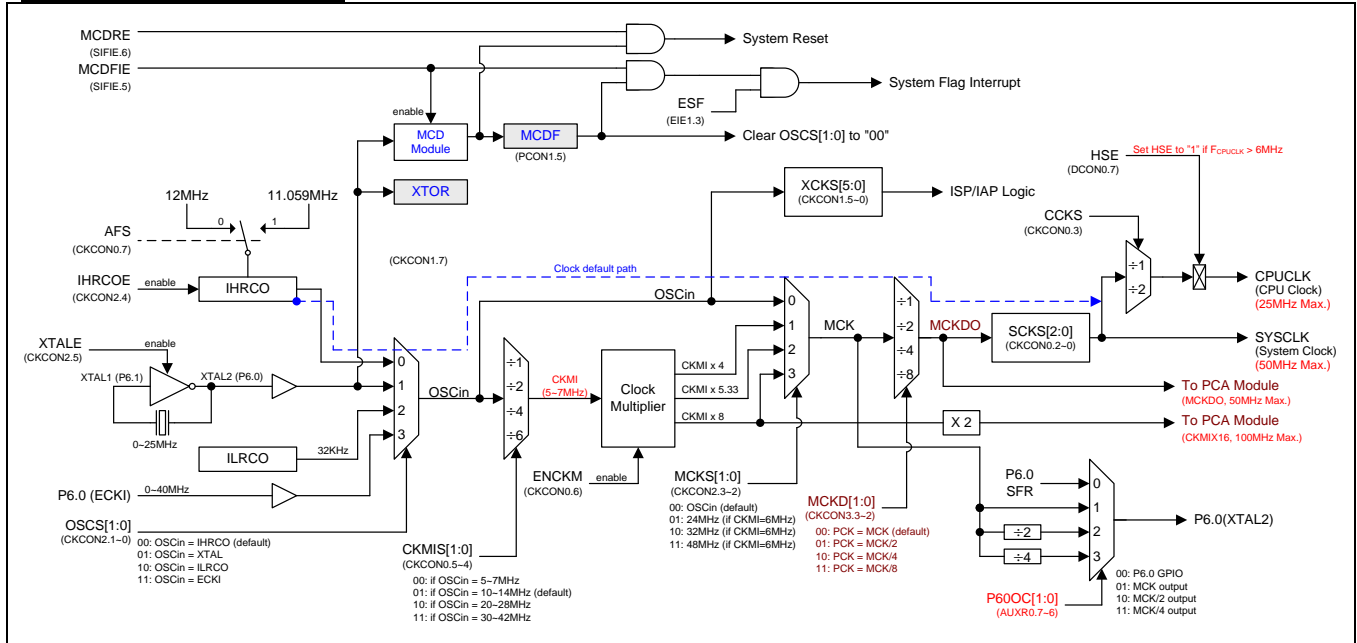 MCDRE
(SIFIE.6)
System Reset
MCDFIE
(SIFIE.5)
System Flag Interrupt
ESF
(EIE1.3)
enable
MCD
Module
MCDF
(PCON1.5)
Clear OSCS[1:0] to "00"
XTOR
HSE
(DCON0.7)
Set HSE to "1" if FCPUCLK > 6MHz
XCKS[5:0]
(CKCON1.5~0)
ISP/IAP Logic
12MHz
11.059MHz
0
1
AFS
(CKCON0.7)
(CKCON1.7)
CCKS
(CKCON0.3)
÷1
÷2
CPUCLK
(CPU Clock)
(25MHz Max.)
IHRCOE
(CKCON2.4)
enable
IHRCO
Clock default path
OSCin
XTALE
(CKCON2.5)
enable
XTAL1 (P6.1)
XTAL2 (P6.0)
0~25MHz
ILRCO
32KHz
P6.0 (ECKI)
0~40MHz
0
1
2
3
OSCin
÷1
÷2
÷4
÷6
CKMI
(5~7MHz)
Clock
Multiplier
CKMI x 4
CKMI x 5.33
CKMI x 8
0
1
2
3
MCK
÷1
÷2
÷4
÷8
MCKDO
SCKS[2:0]
(CKCON0.2~0)
SYSCLK
(System Clock)
(50MHz Max.)
To PCA Module
(MCKDO, 50MHz Max.)
X 2
To PCA Module
(CKMIX16, 100MHz Max.)
OSCS[1:0]
(CKCON2.1~0)
00: OSCin = IHRCO (default)
01: OSCin = XTAL
10: OSCin = ILRCO
11: OSCin = ECKI
CKMIS[1:0]
(CKCON0.5~4)
00: if OSCin = 5~7MHz
01: if OSCin = 10~14MHz (default)
10: if OSCin = 20~28MHz
11: if OSCin = 30~42MHz
ENCKM
(CKCON0.6)
enable
MCKS[1:0]
(CKCON2.3~2)
00: OSCin (default)
01: 24MHz (if CKMI=6MHz)
10: 32MHz (if CKMI=6MHz)
11: 48MHz (if CKMI=6MHz)
MCKD[1:0]
(CKCON3.3~2)
00: PCK = MCK (default)
01: PCK = MCK/2
10: PCK = MCK/4
11: PCK = MCK/8
P6.0
SFR
0
1
2
3
÷2
÷4
P6.0(XTAL2)
P60OC[1:0]
(AUXR0.7~6)
00: P6.0 GPIO
01: MCK output
10: MCK/2 output
11: MCK/4 output